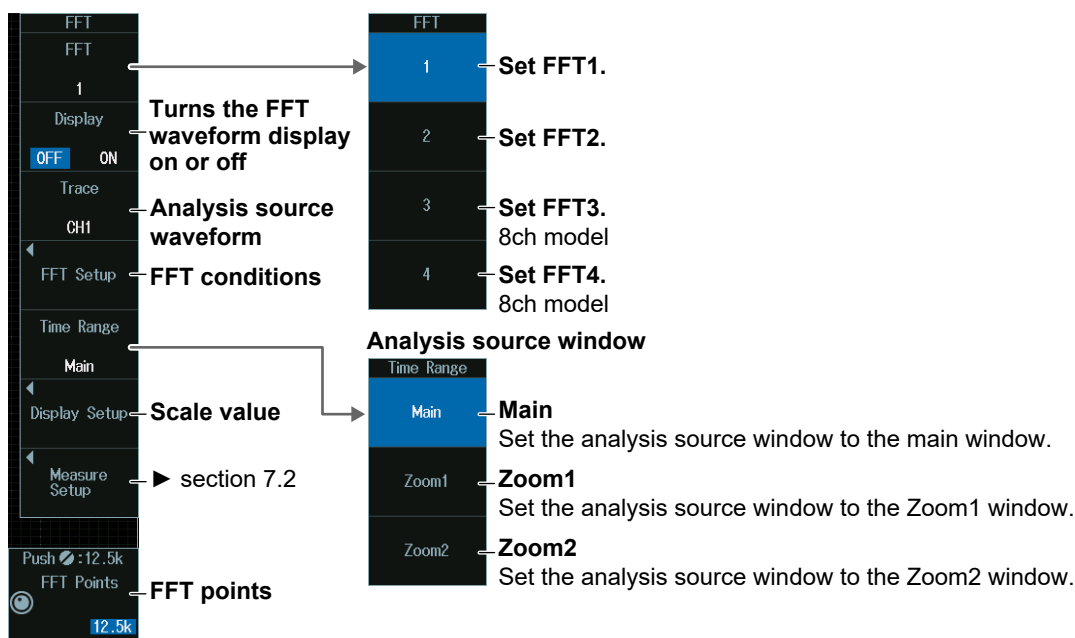 FFT
FFT
1
Display
OFF ON
Trace
CH1
FFT Setup
Time Range
Main
Display Setup
Measure
Setup
Push :12.5k
FFT Points
12.5k
Turns the FFT
waveform display
on or off
Analysis source
waveform
FFT conditions
Scale value
► section 7.2
FFT points
FFT
1
Set FFT1.
2
Set FFT2.
3
Set FFT3.
8ch model
4
Set FFT4.
8ch model
Analysis source window
Time Range
Main
Main
Set the analysis source window to the main window.
Zoom1
Zoom1
Set the analysis source window to the Zoom1 window.
Zoom2
Zoom2
Set the analysis source window to the Zoom2 window.